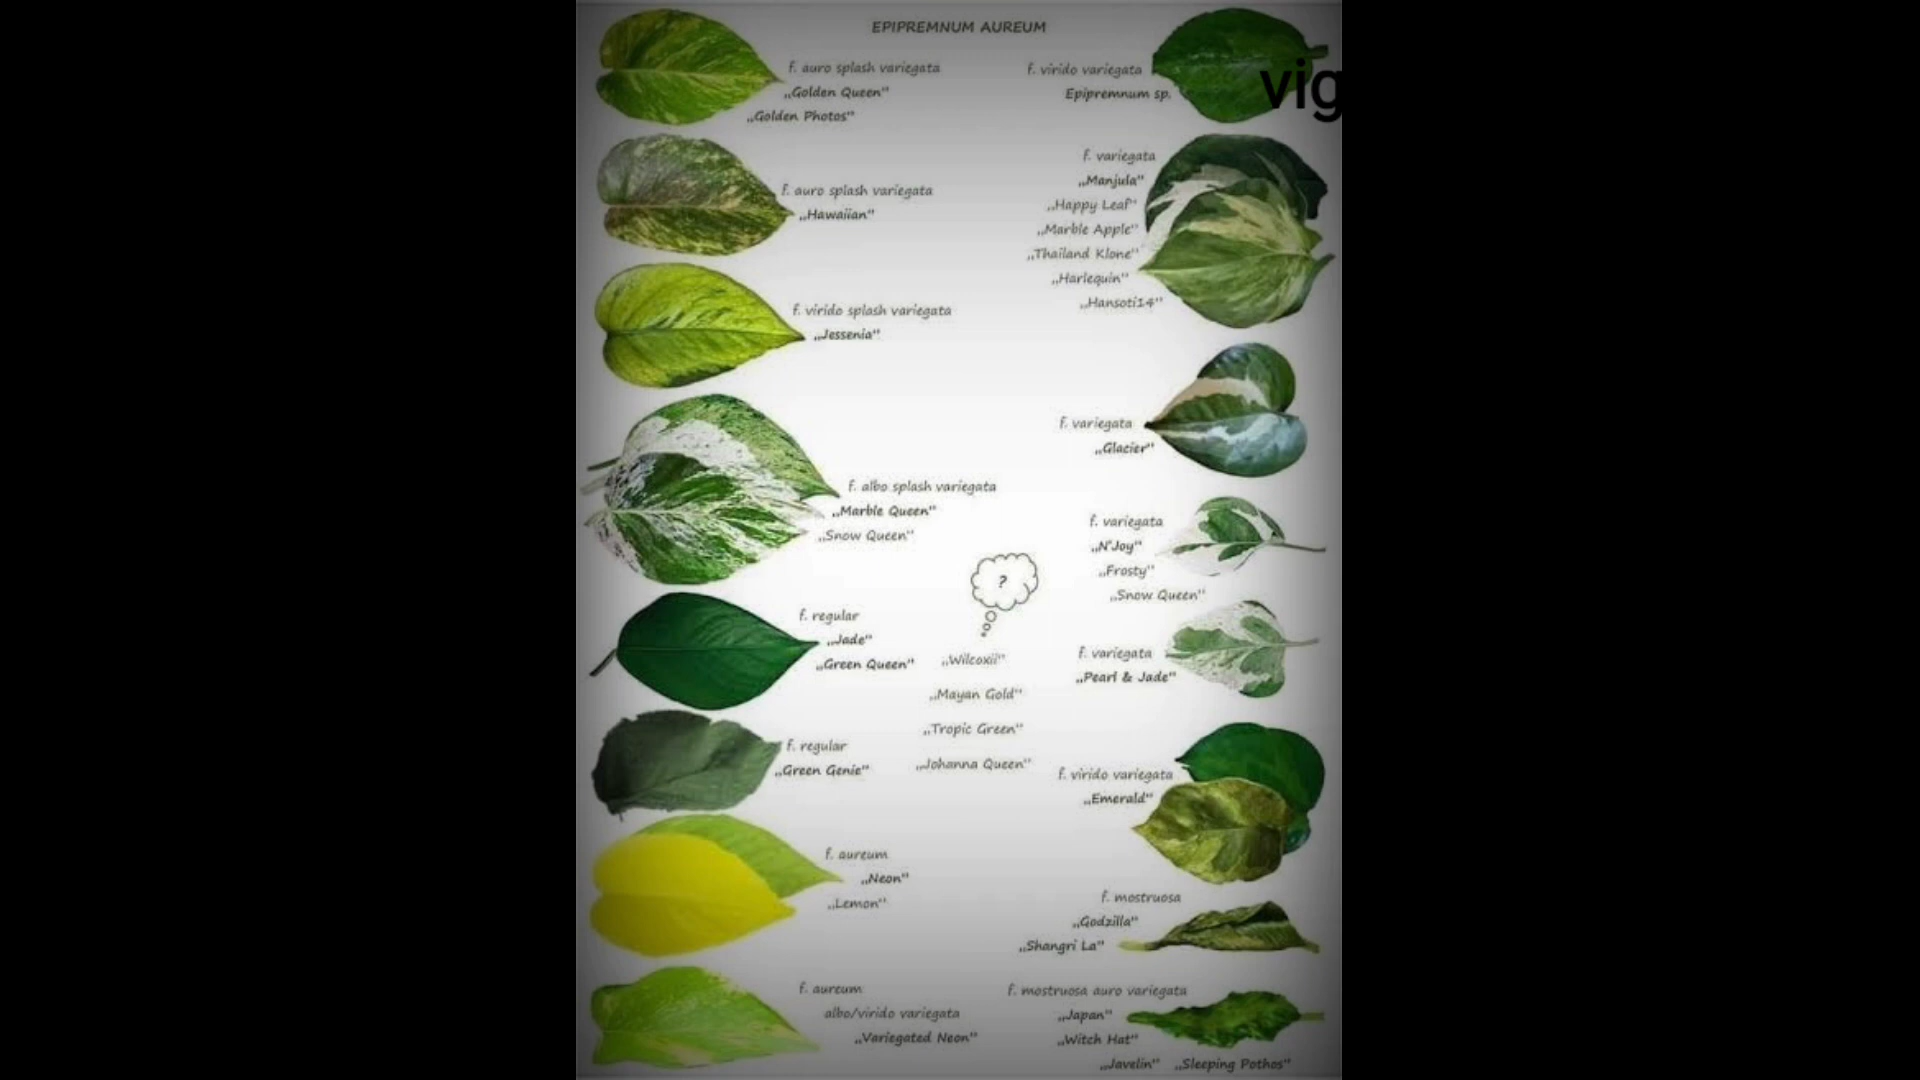 EPIPREMNUM AUREUM
f. auro splash variegata
„Golden Queen“
„Golden Photos“
f. auro splash variegata
„Hawaiian“
f. virido splash variegata
„Jessenia“
f. albo splash variegata
„Marble Queen“
„Snow Queen“
f. regular
„Jade“
„Green Queen“
f. regular
„Green Genie“
f. aureum
„Neon“
„Lemon“
f. aureum
albo/virido variegata
„Variegated Neon“
?
„Wilcoxii“
„Mayan Gold“
„Tropic Green“
„Johanna Queen“
f. virido variegata
Epipremnum sp.
vig
f. variegata
„Manjula“
„Happy Leaf“
„Marble Apple“
„Thailand Klone“
„Harlequin“
„Hansoti14“
f. variegata
„Glacier“
f. variegata
„N'Joy“
„Frosty“
„Snow Queen“
f. variegata
„Pearl & Jade“
f. virido variegata
„Emerald“
f. mostruosa
„Godzilla“
„Shangri La“
f. mostruosa auro variegata
„Japan“
„Witch Hat“
„Javelin“ „Sleeping Pothos“